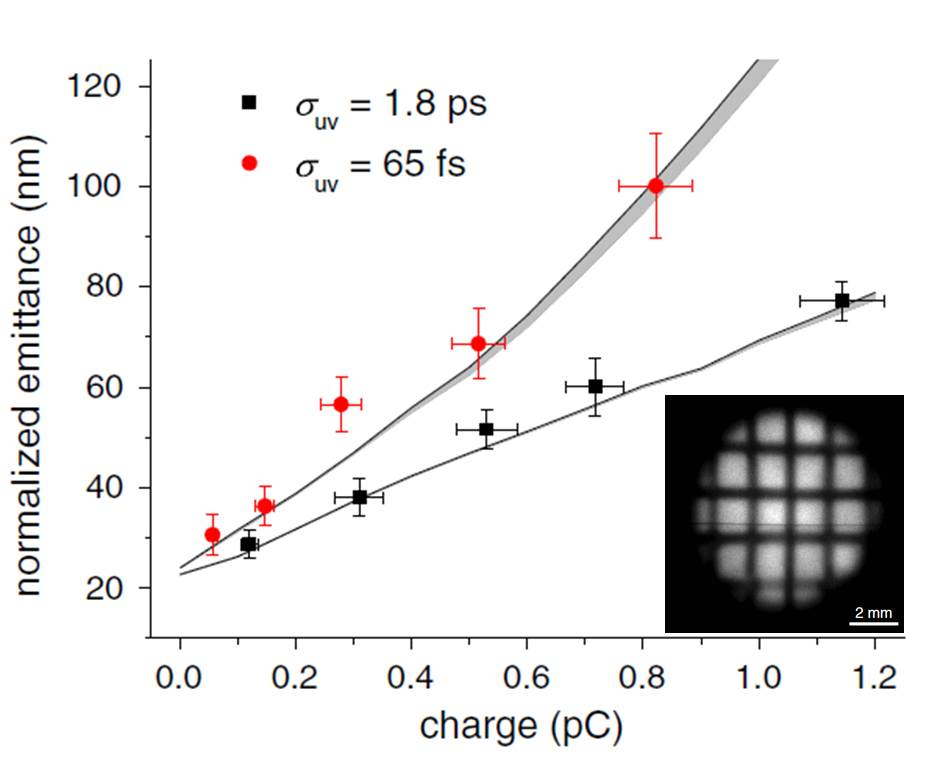 σuv = 1.8 ps
σuv = 65 fs
normalized emittance (nm)
120
100
80
60
40
20
2 mm
0.0 0.2 0.4 0.6 0.8 1.0 1.2
charge (pC)